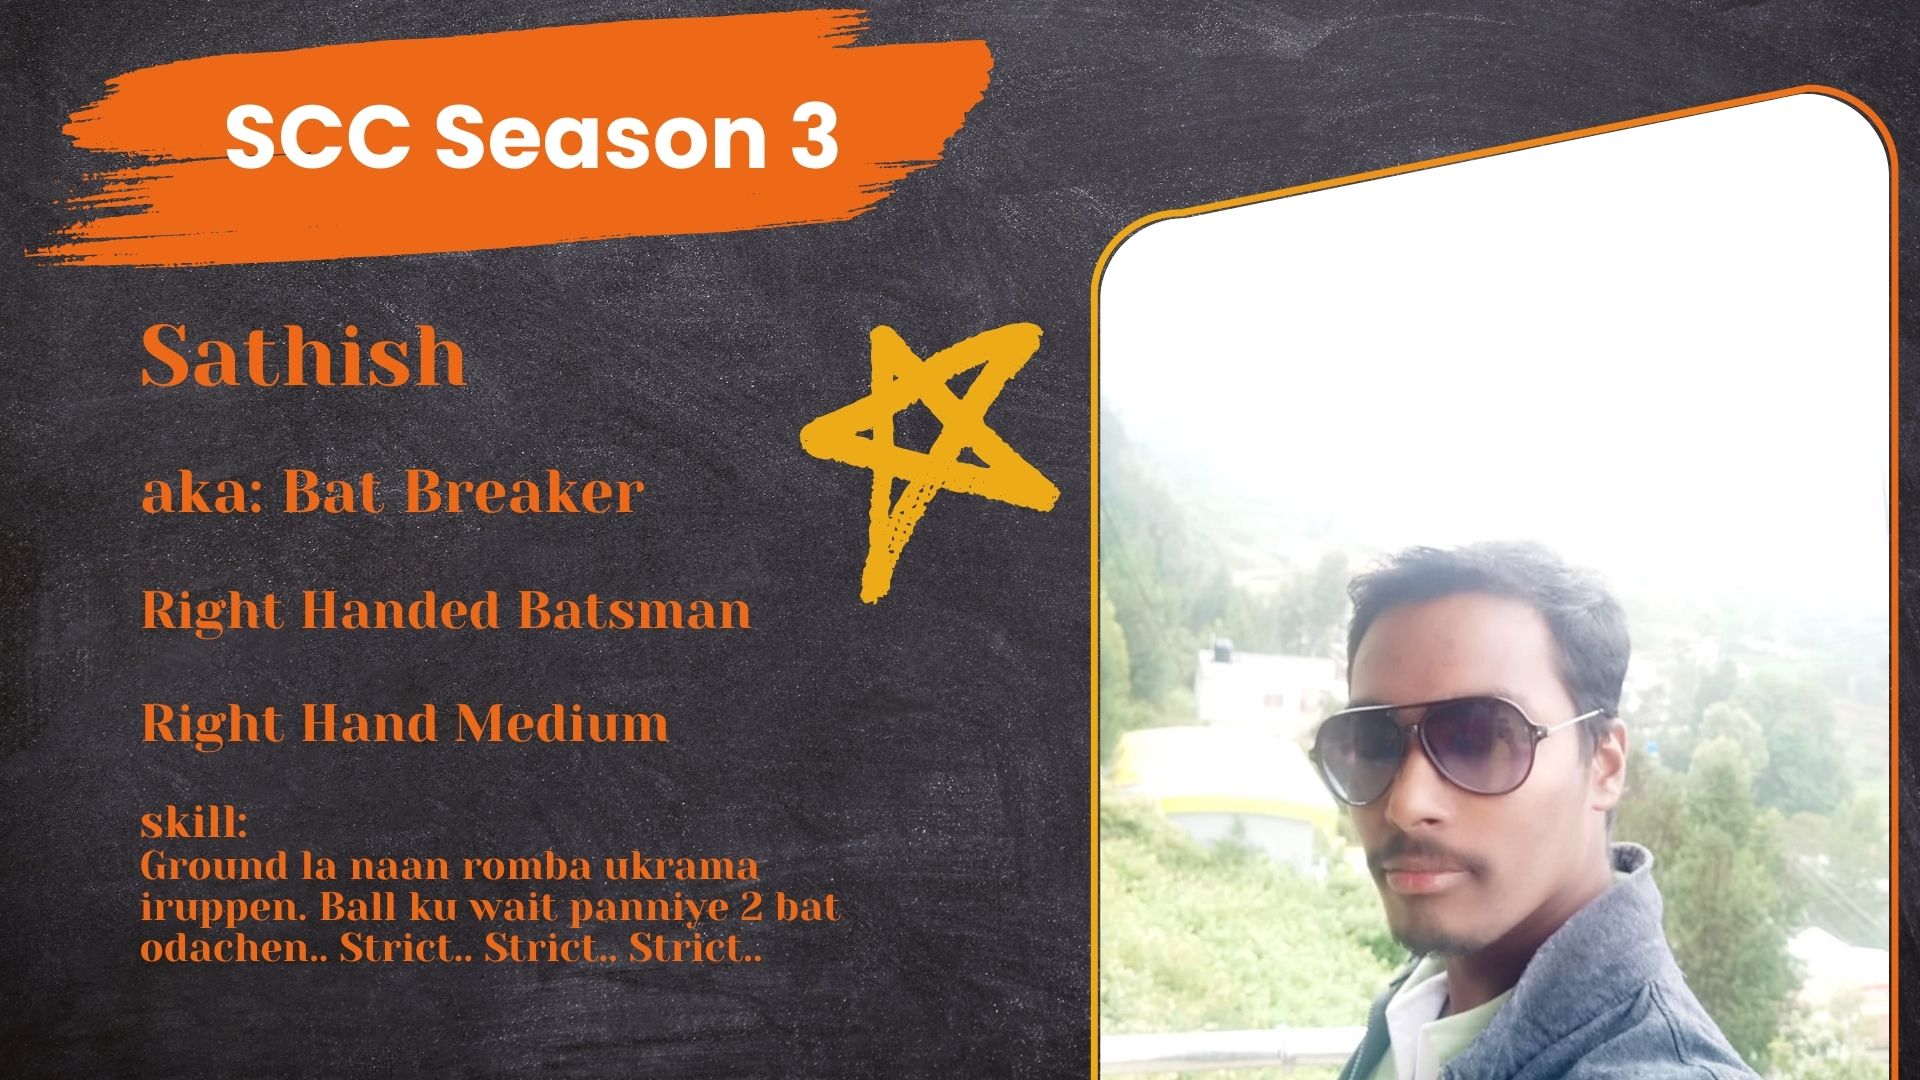 SCC Season 3
Sathish
aka: Bat Breaker
Right Handed Batsman
Right Hand Medium
skill:
Ground la naan romba ukrama
iruppen. Ball ku wait panniye 2 bat
odachen.. Strict.. Strict.. Strict..